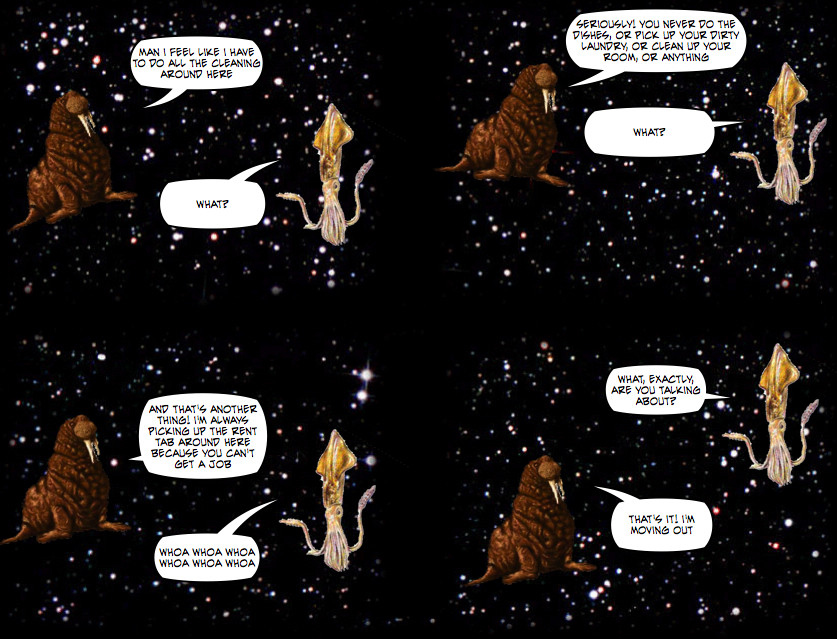 MAN I FEEL LIKE I HAVE
TO DO ALL THE CLEANING
AROUND HERE
WHAT?
SERIOUSLY! YOU NEVER DO THE
DISHES, OR PICK UP YOUR DIRTY
LAUNDRY, OR CLEAN UP YOUR
ROOM, OR ANYTHING
WHAT?
AND THAT'S ANOTHER
THING! I'M ALWAYS
PICKING UP THE RENT
TAB AROUND HERE
BECAUSE YOU CAN'T
GET A JOB
WHOA WHOA WHOA
WHOA WHOA WHOA
WHAT, EXACTLY,
ARE YOU TALKING
ABOUT?
THAT'S IT! I'M
MOVING OUT